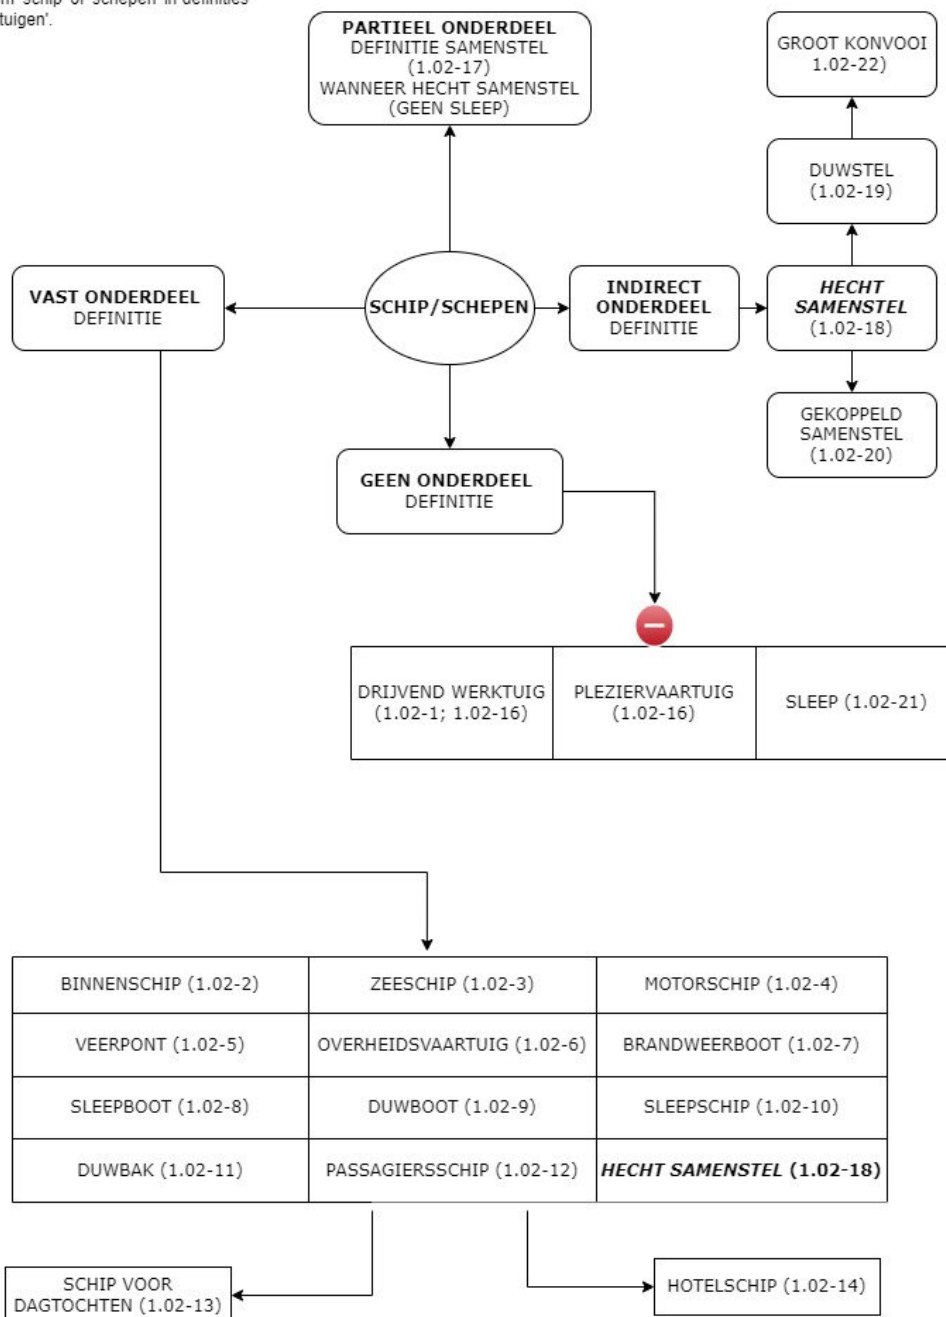 schip of schepen in definities
tuigen'.
PARTIEEL ONDERDEEL
DEFINITIE SAMENSTEL
(1.02-17)
WANNEER HECHT SAMENSTEL
(GEEN SLEEP)
GROOT KONVOOI
1.02-22)
DUWSTEL
(1.02-19)
VAST ONDERDEEL
DEFINITIE
SCHIP/SCHEPEN
INDIRECT
ONDERDEEL
DEFINITIE
HECHT
SAMENSTEL
(1.02-18)
GEKOPPELD
SAMENSTEL
(1.02-20)
GEEN ONDERDEEL
DEFINITIE
DRIJVEND WERKTUIG
(1.02-1; 1.02-16)
PLEZIERVAARTUIG
(1.02-16)
SLEEP (1.02-21)
BINNENSCHIP (1.02-2)
ZEESCHIP (1.02-3)
MOTORSCHIP (1.02-4)
VEERPONT (1.02-5)
OVERHEIDSVAARTUIG (1.02-6)
BRANDWEERBOOT (1.02-7)
SLEEPBOOT (1.02-8)
DUWBOOT (1.02-9)
SLEEPSCHIP (1.02-10)
DUWBAK (1.02-11)
PASSAGIERSSCHIP (1.02-12)
HECHT SAMENSTEL (1.02-18)
SCHIP VOOR
DAGTOCHTEN (1.02-13)
HOTELSCHIP (1.02-14)